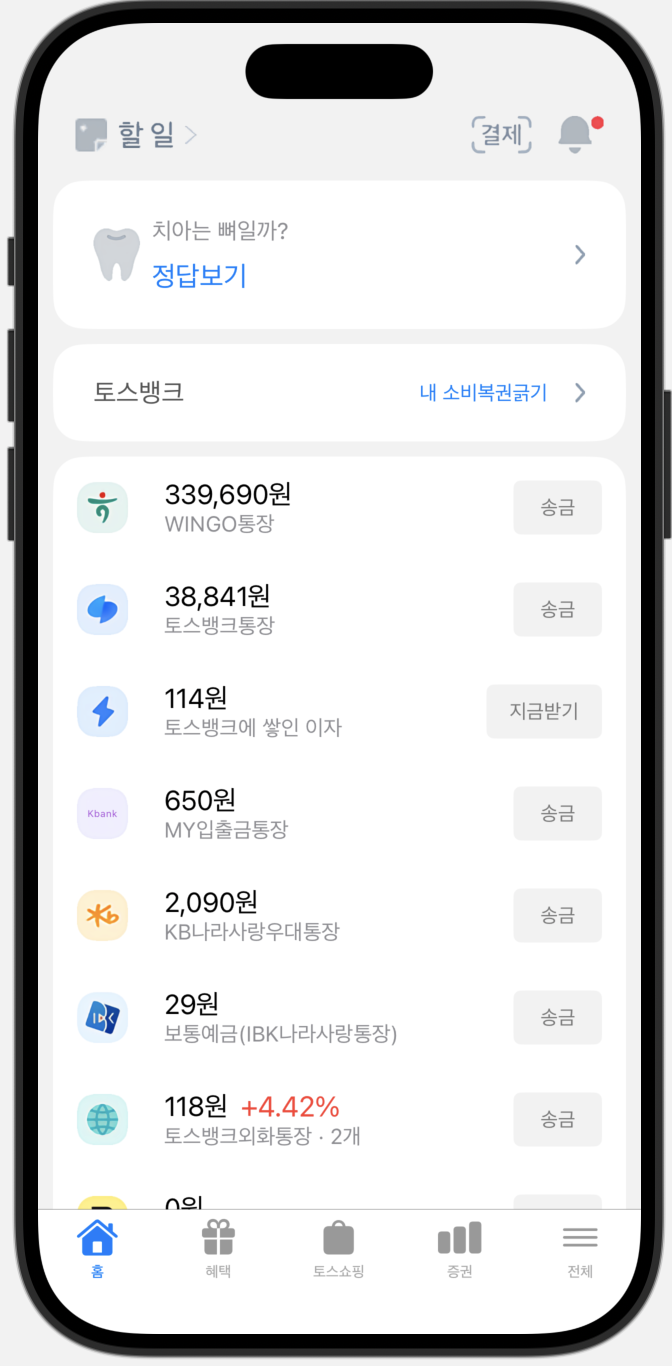 할 일
결제
치아는 뼈일까?
정답보기
토스뱅크
내 소비복권긁기
339,690원
WINGO통장
송금
38,841원
토스뱅크통장
송금
114원
토스뱅크에 쌓인 이자
지금받기
Kbank
650원
MY입출금통장
송금
2,090원
KB나라사랑우대통장
송금
IBK
29원
보통예금(IBK나라사랑통장)
송금
118원 +4.42%
토스뱅크외화통장 · 2개
송금
0원
홈
혜택
토스쇼핑
증권
전체